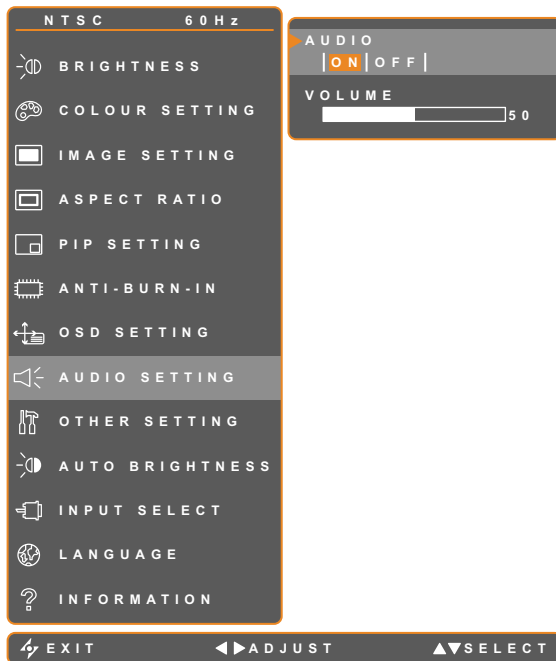 NTSC 60Hz
BRIGHTNESS
COLOUR SETTING
IMAGE SETTING
ASPECT RATIO
PIP SETTING
ANTI-BURN-IN
OSD SETTING
AUDIO SETTING
OTHER SETTING
AUTO BRIGHTNESS
INPUT SELECT
LANGUAGE
INFORMATION
AUDIO
ON OFF
VOLUME
50
EXIT ADJUST SELECT